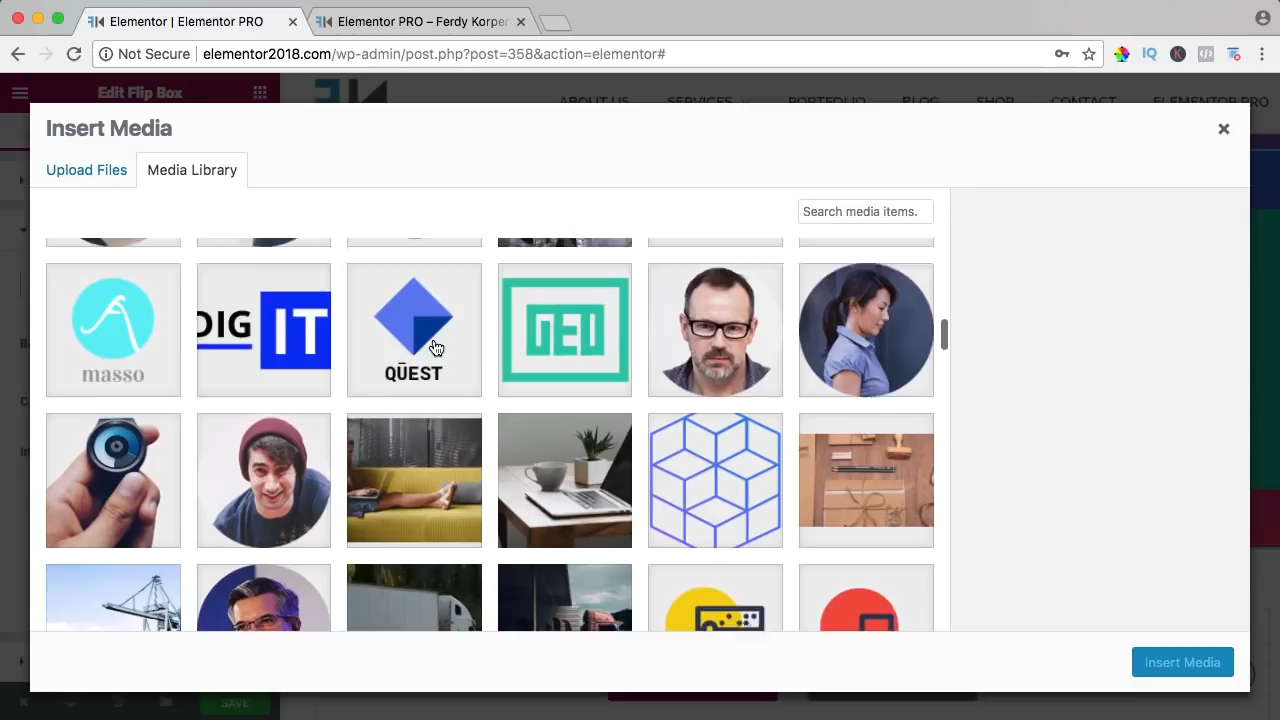 Elementor | Elementor PRO
Elementor PRO – Ferdy Korper
Not Secure
elementor2018.com/wp-admin/post.php?post=358&action=elementor#
Edit Flip Box
ABOUT US SERVICES PORTFOLIO BLOG SHOP CONTACT ELEMENTOR PRO
Insert Media
Upload Files
Media Library
Search media items.
masso
DIG IT
QŪEST
GEO
Insert Media
SAVE